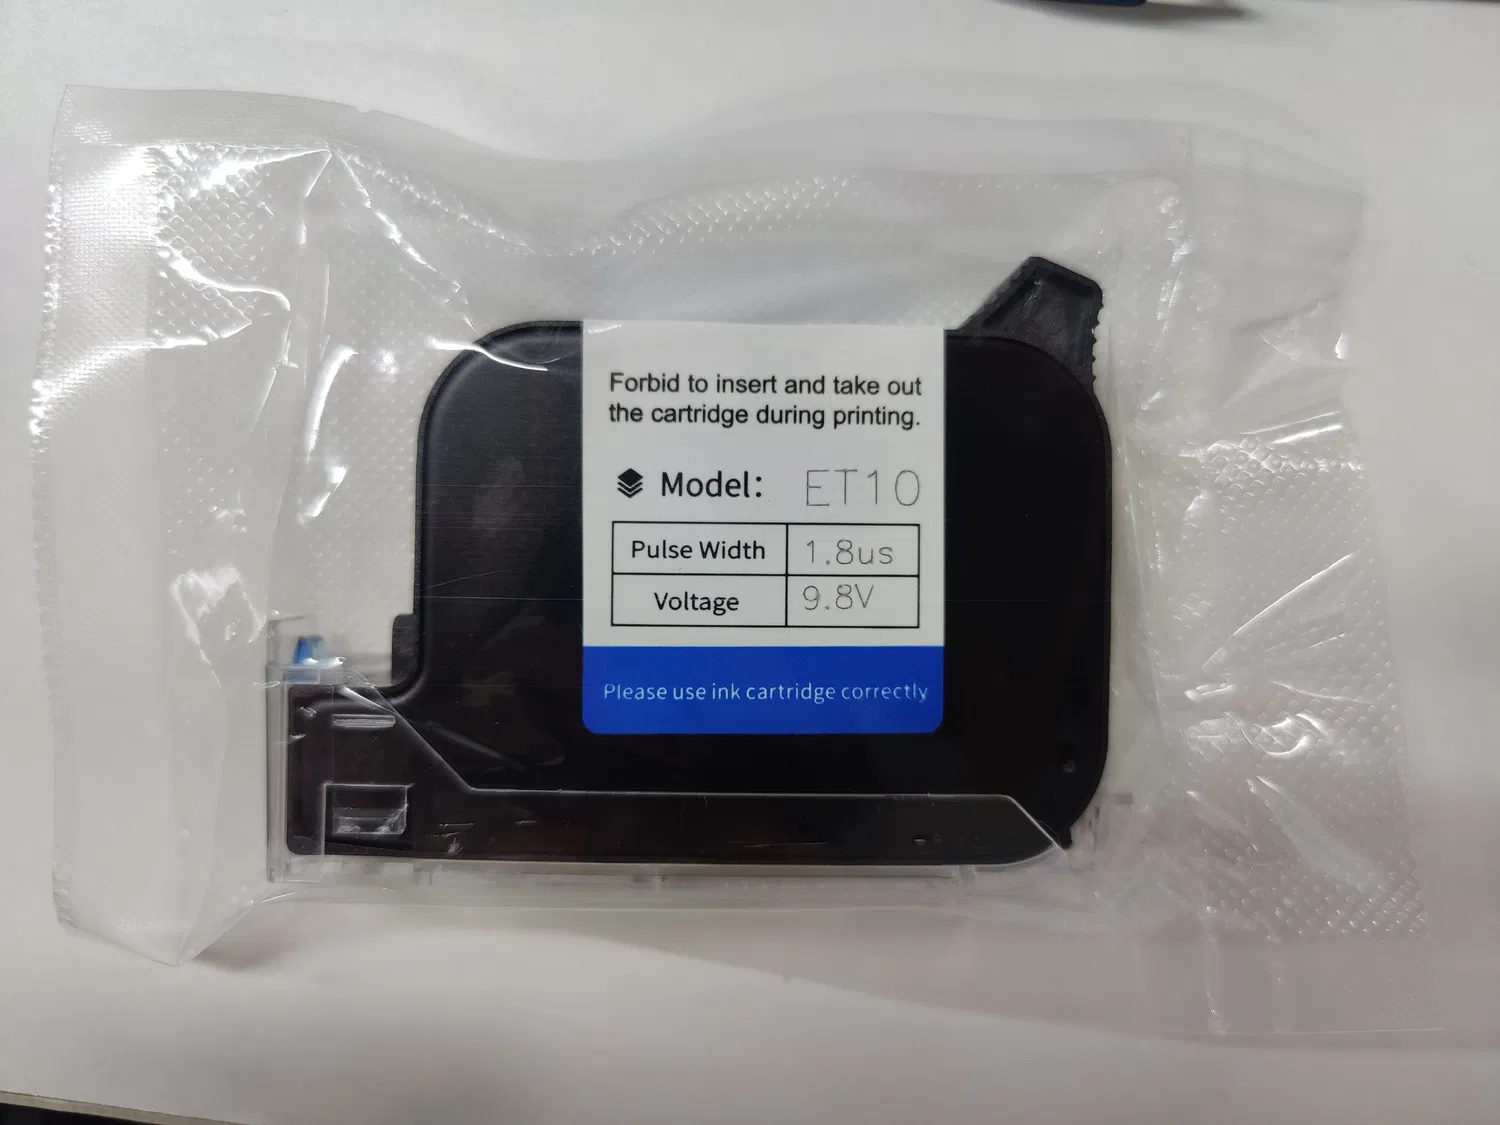 Forbid to insert and take out
the cartridge during printing.
Model: ET10
Pulse Width 1.8us
Voltage 9.8V
Please use ink cartridge correctly